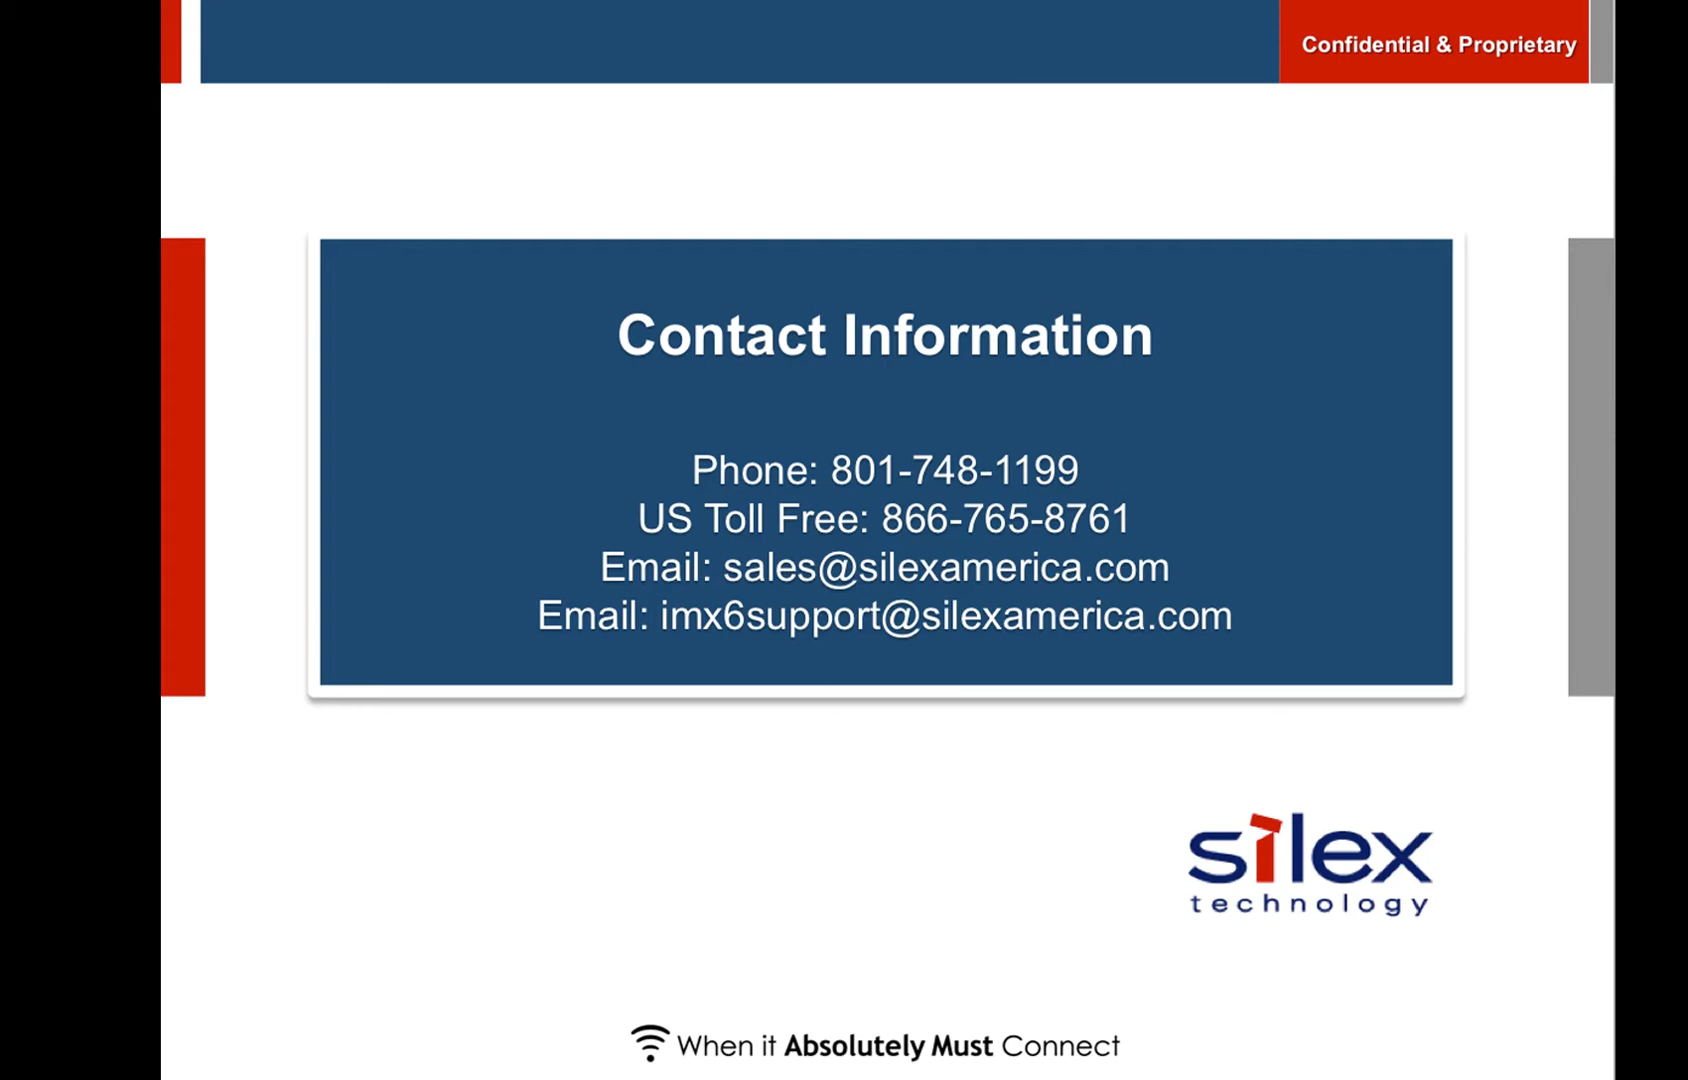 Confidential & Proprietary
Contact Information
Phone: 801-748-1199
US Toll Free: 866-765-8761
Email: sales@silexamerica.com
Email: imx6support@silexamerica.com
silex
technology
When it Absolutely Must Connect